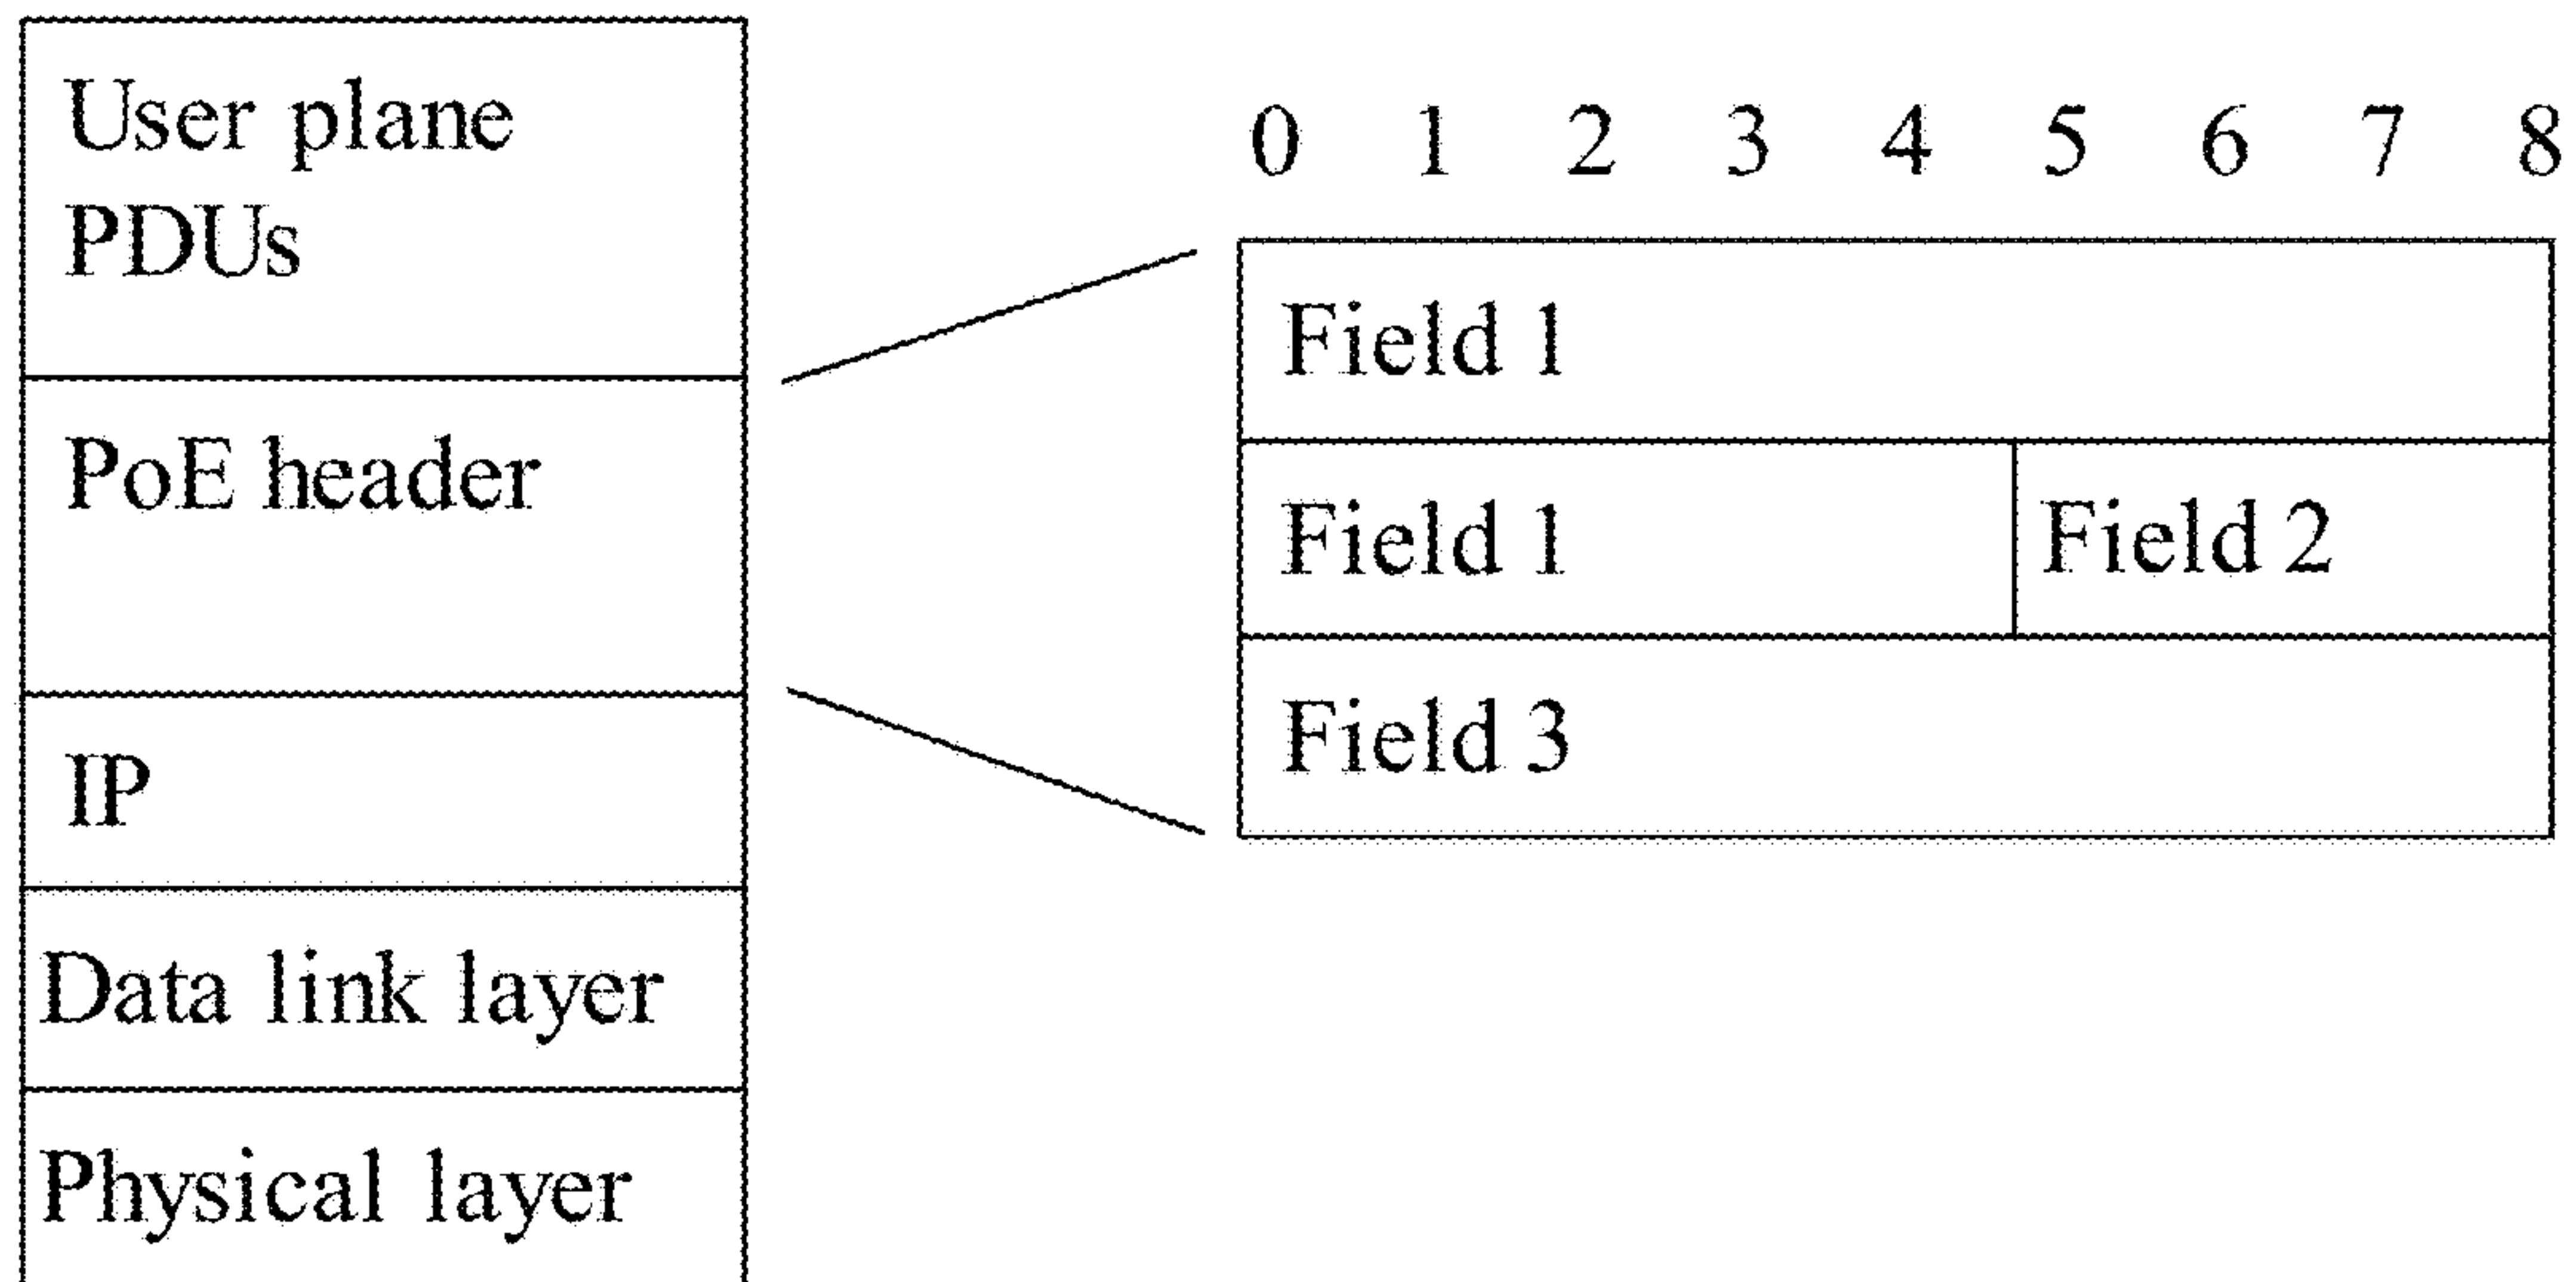 User plane
PDUs
PoE header
IP
Data link layer
Physical layer
0 1 2 3 4 5 6 7 8
Field 1
Field 1 Field 2
Field 3